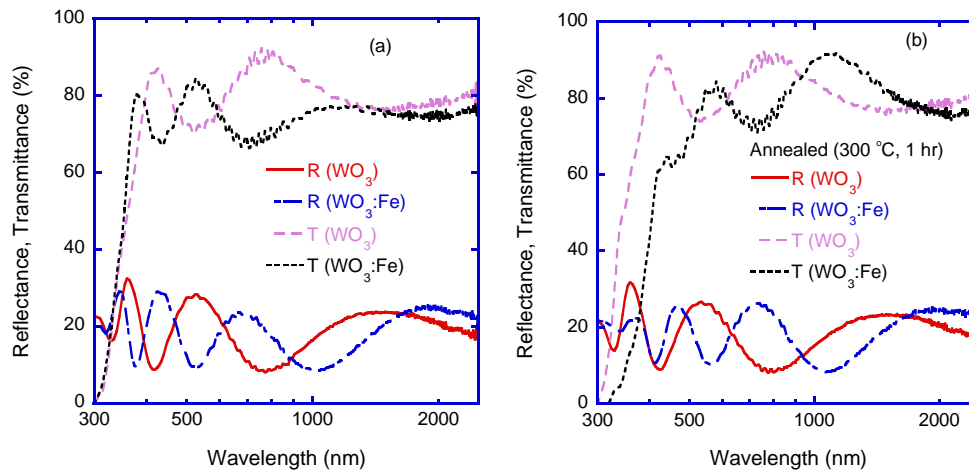 100
80
60
40
20
0
Reflectance, Transmittance (%)
(a)
R (WO3)
R (WO3:Fe)
T (WO3)
T (WO3:Fe)
300
500
1000
2000
Wavelength (nm)
100
80
60
40
20
0
Reflectance, Transmittance (%)
(b)
Annealed (300 °C, 1 hr)
R (WO3)
R (WO3:Fe)
T (WO3)
T (WO3:Fe)
300
500
1000
2000
Wavelength (nm)